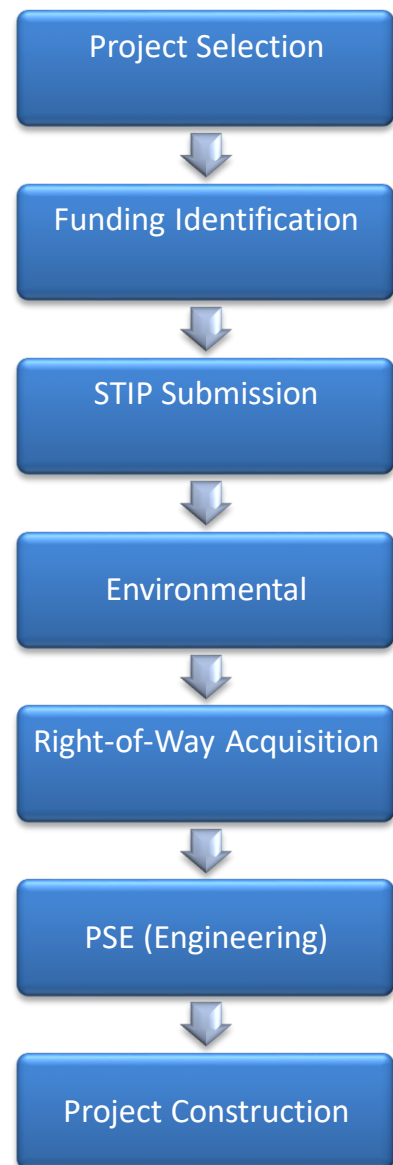 Project Selection
Funding Identification
STIP Submission
Environmental
Right-of-Way Acquisition
PSE (Engineering)
Project Construction